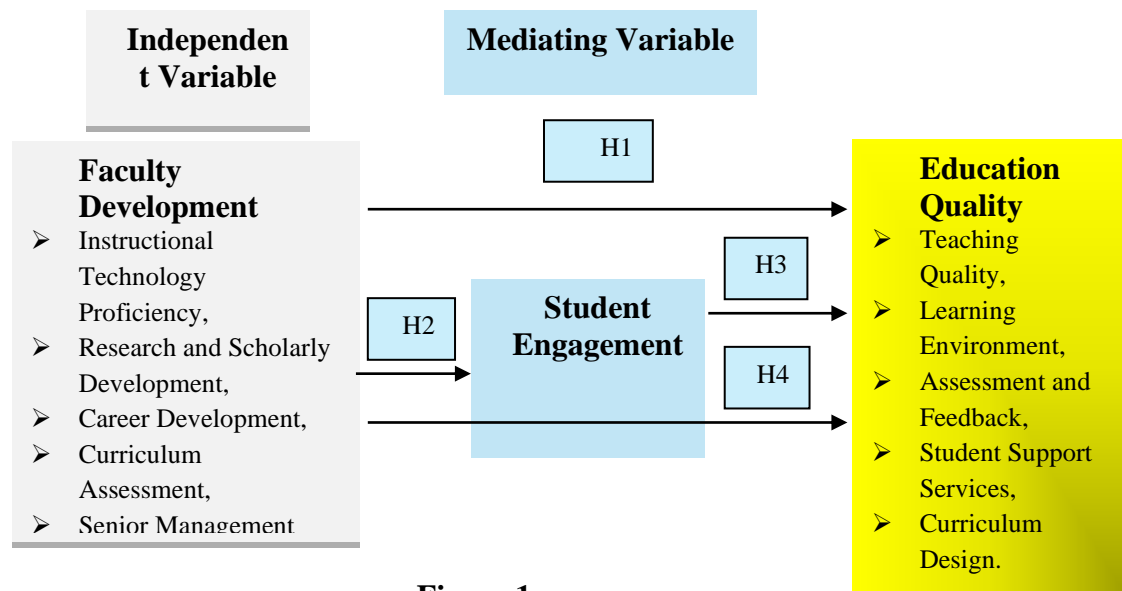 Independen
t Variable
Mediating Variable
H1
Faculty
Development
➢ Instructional
Technology
Proficiency,
➢ Research and Scholarly
Development,
➢ Career Development,
➢ Curriculum
Assessment,
➢ Senior Management
H2
Student
Engagement
H3
H4
Education
Quality
➢ Teaching
Quality,
➢ Learning
Environment,
➢ Assessment and
Feedback,
➢ Student Support
Services,
➢ Curriculum
Design.
Figure 1